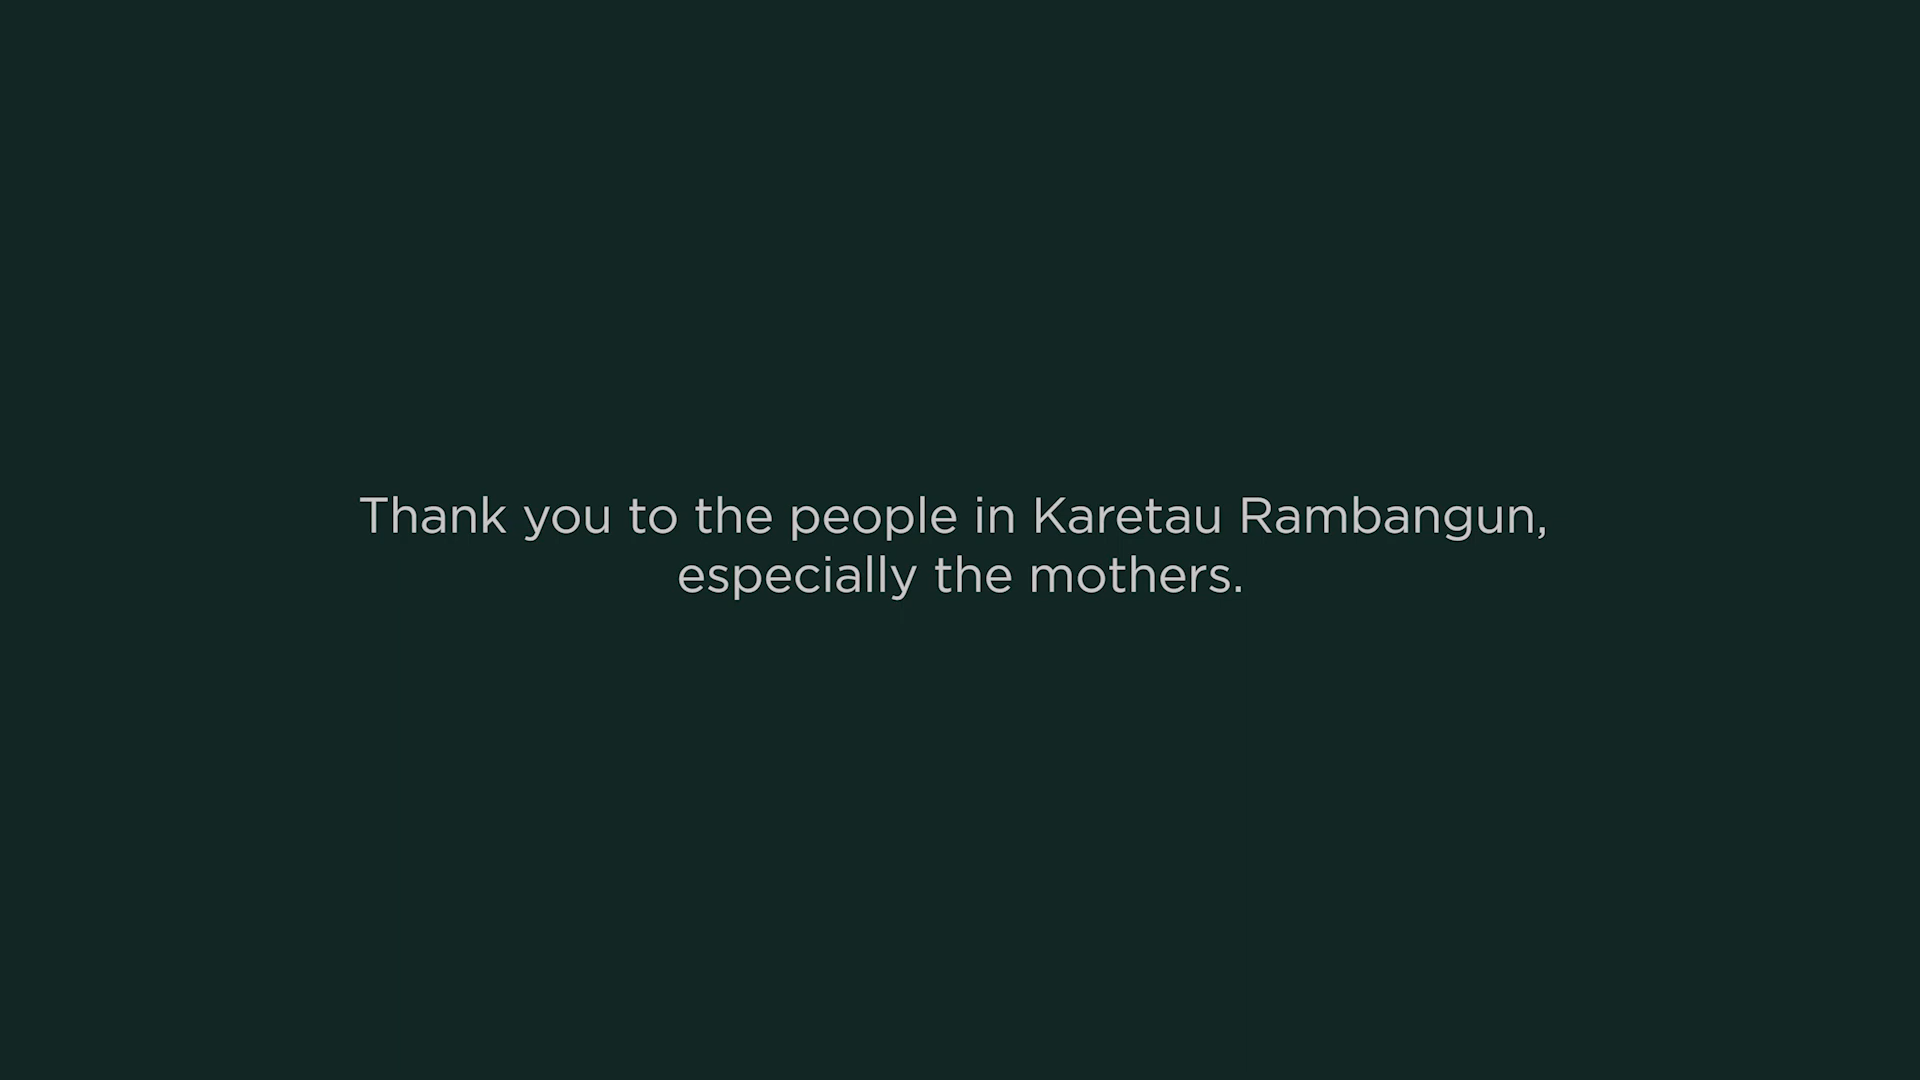 Thank you to the people in Karetau Rambangun,
especially the mothers.